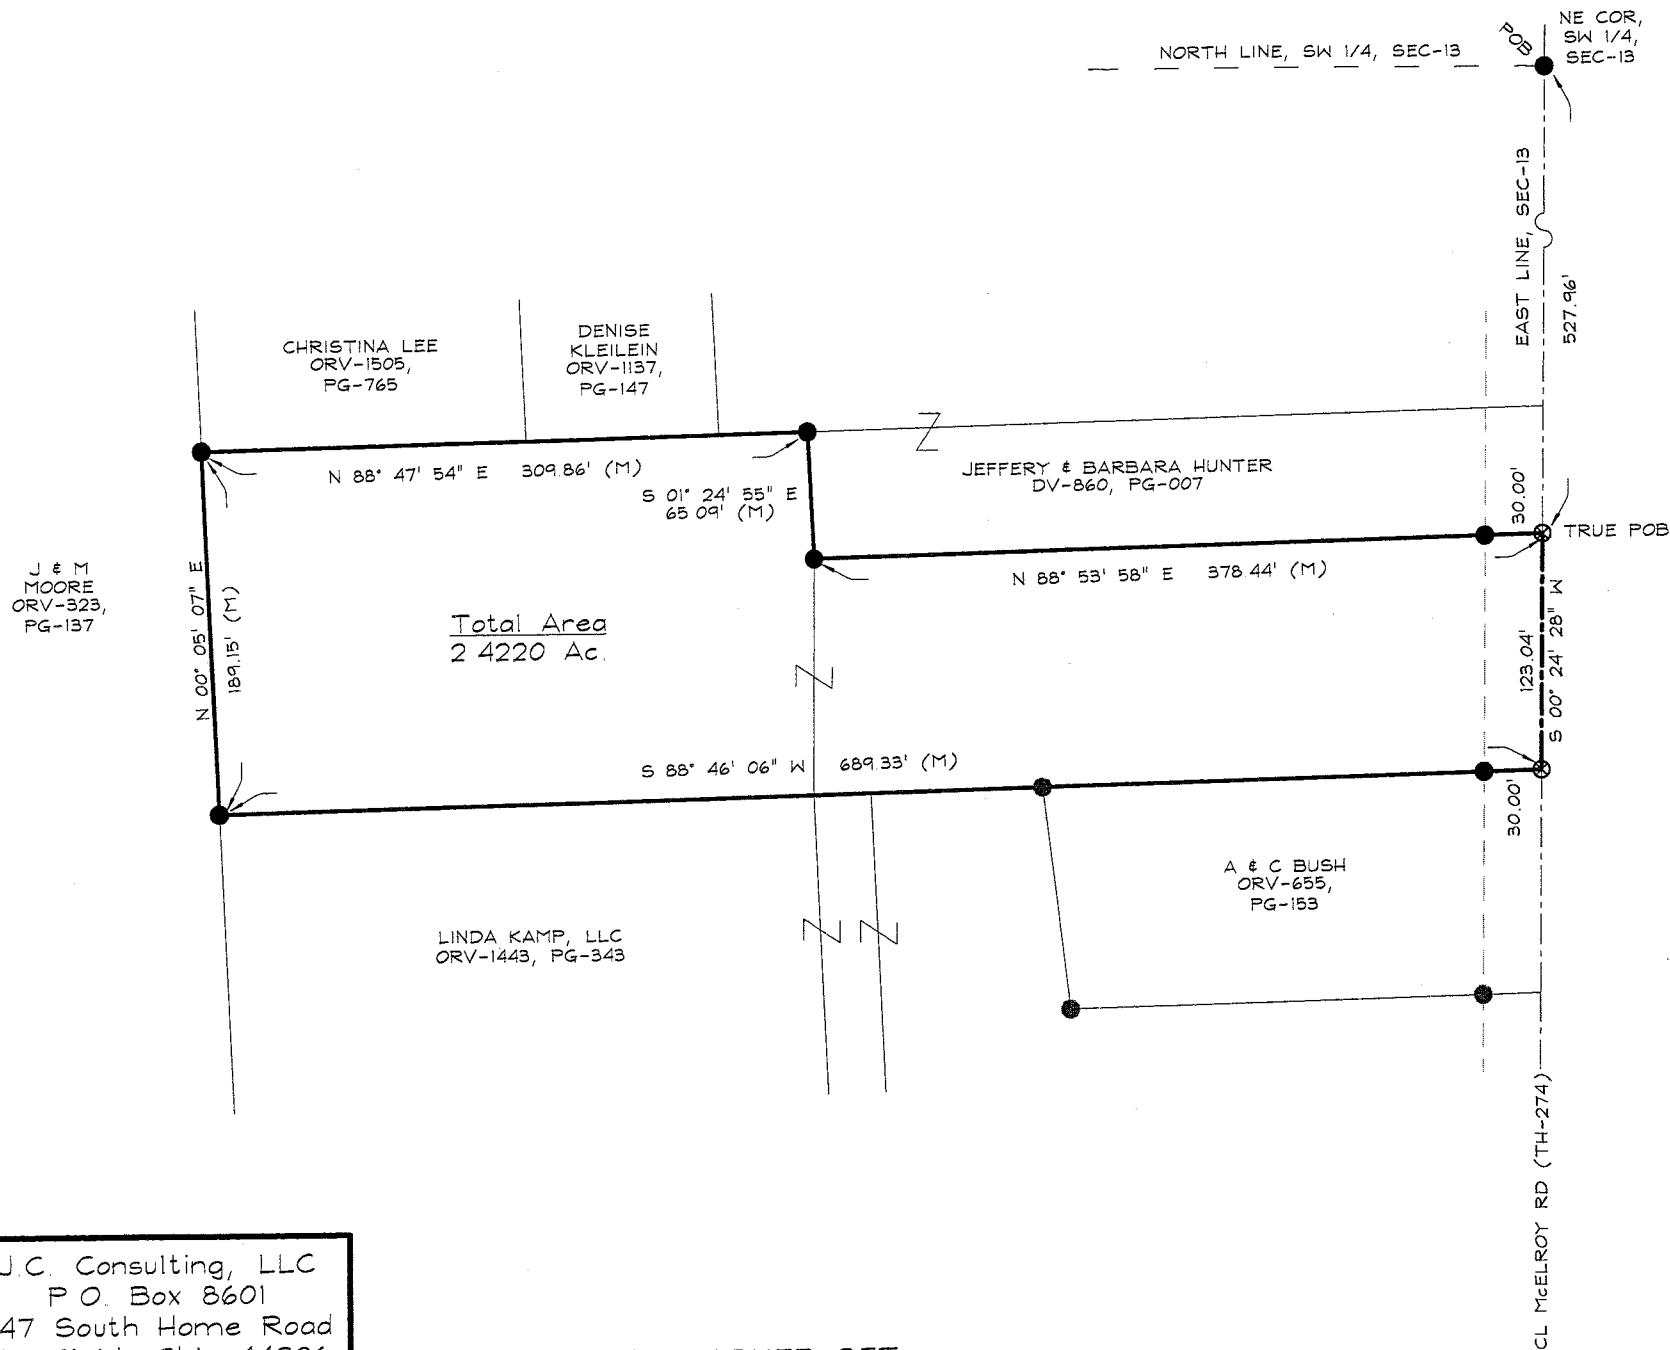 NE COR,
SW 1/4,
SEC-13
POB
NORTH LINE, SW 1/4, SEC-13
EAST LINE, SEC-13
527.96'
CHRISTINA LEE
ORV-1505,
PG-765
DENISE
KLEILEIN
ORV-1137,
PG-147
N 88° 47' 54" E 309.86' (M)
S 01° 24' 55" E
65 09' (M)
JEFFERY & BARBARA HUNTER
DV-860, PG-007
30.00'
TRUE POB
N 88° 53' 58" E 378.44' (M)
J & M
MOORE
ORV-323,
PG-137
N 00° 05' 07" E
189.15' (M)
Total Area
2 4220 Ac.
123.04'
S 00° 24' 28" W
S 88° 46' 06" W 689.33' (M)
30.00'
A & C BUSH
ORV-655,
PG-153
LINDA KAMP, LLC
ORV-1443, PG-343
CL McELROY RD (TH-274)
J.C. Consulting, LLC
P O. Box 8601
47 South Home Road